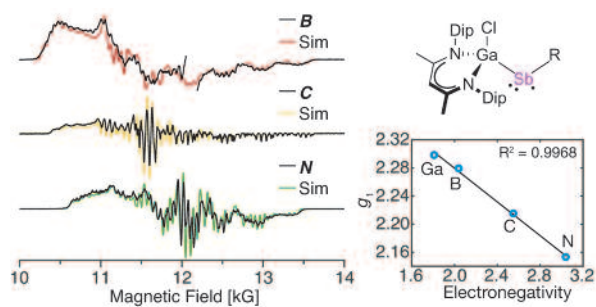 B
Sim
C
Sim
N
Sim
10 11 12 13 14
Magnetic Field [kG]
Dip
Cl
N
Ga
R
Sb
N
Dip
2.28
2.24
2.20
2.16
g1
R² = 0.9968
Ga
B
C
N
1.6 2.0 2.4 2.8 3.2
Electronegativity